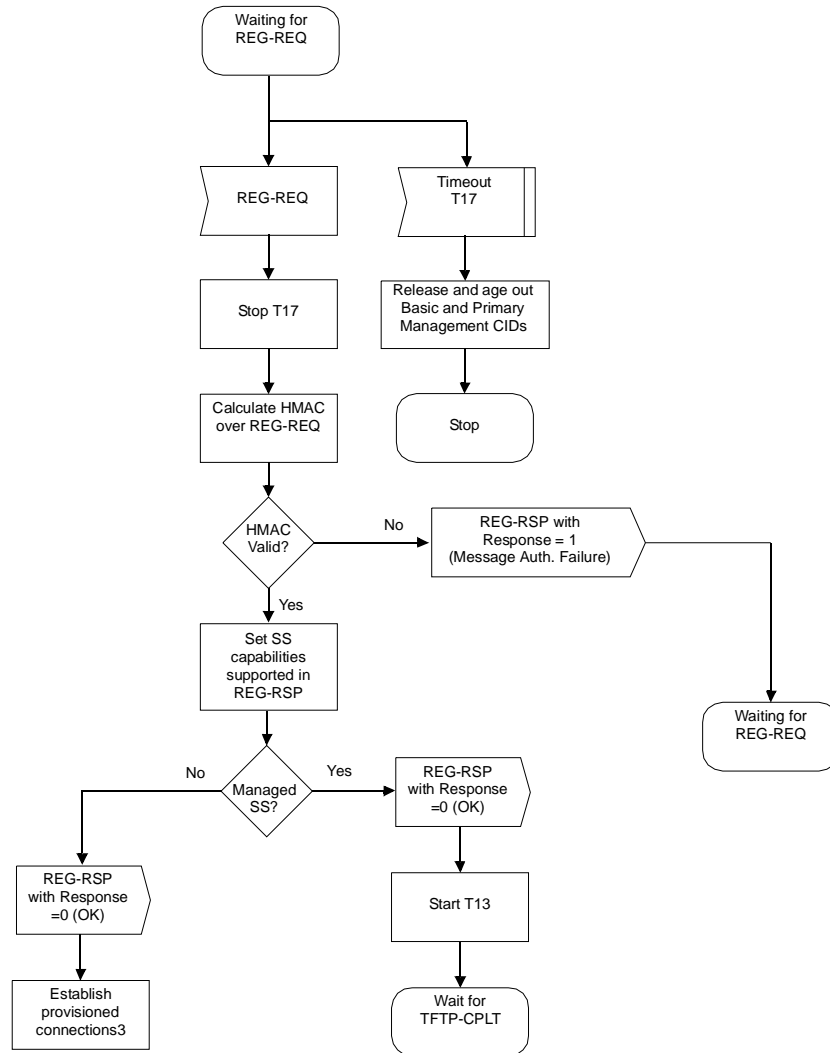 Waiting for
REG-REQ
REG-REQ
Timeout
T17
Stop T17
Release and age out
Basic and Primary
Management CIDs
Calculate HMAC
over REG-REQ
Stop
HMAC
Valid?
No
REG-RSP with
Response = 1
(Message Auth. Failure)
Yes
Set SS
capabilities
supported in
REG-RSP
Waiting for
REG-REQ
No
Managed
SS?
Yes
REG-RSP
with Response
=0 (OK)
REG-RSP
with Response
=0 (OK)
Start T13
Establish
provisioned
connections3
Wait for
TFTP-CPLT